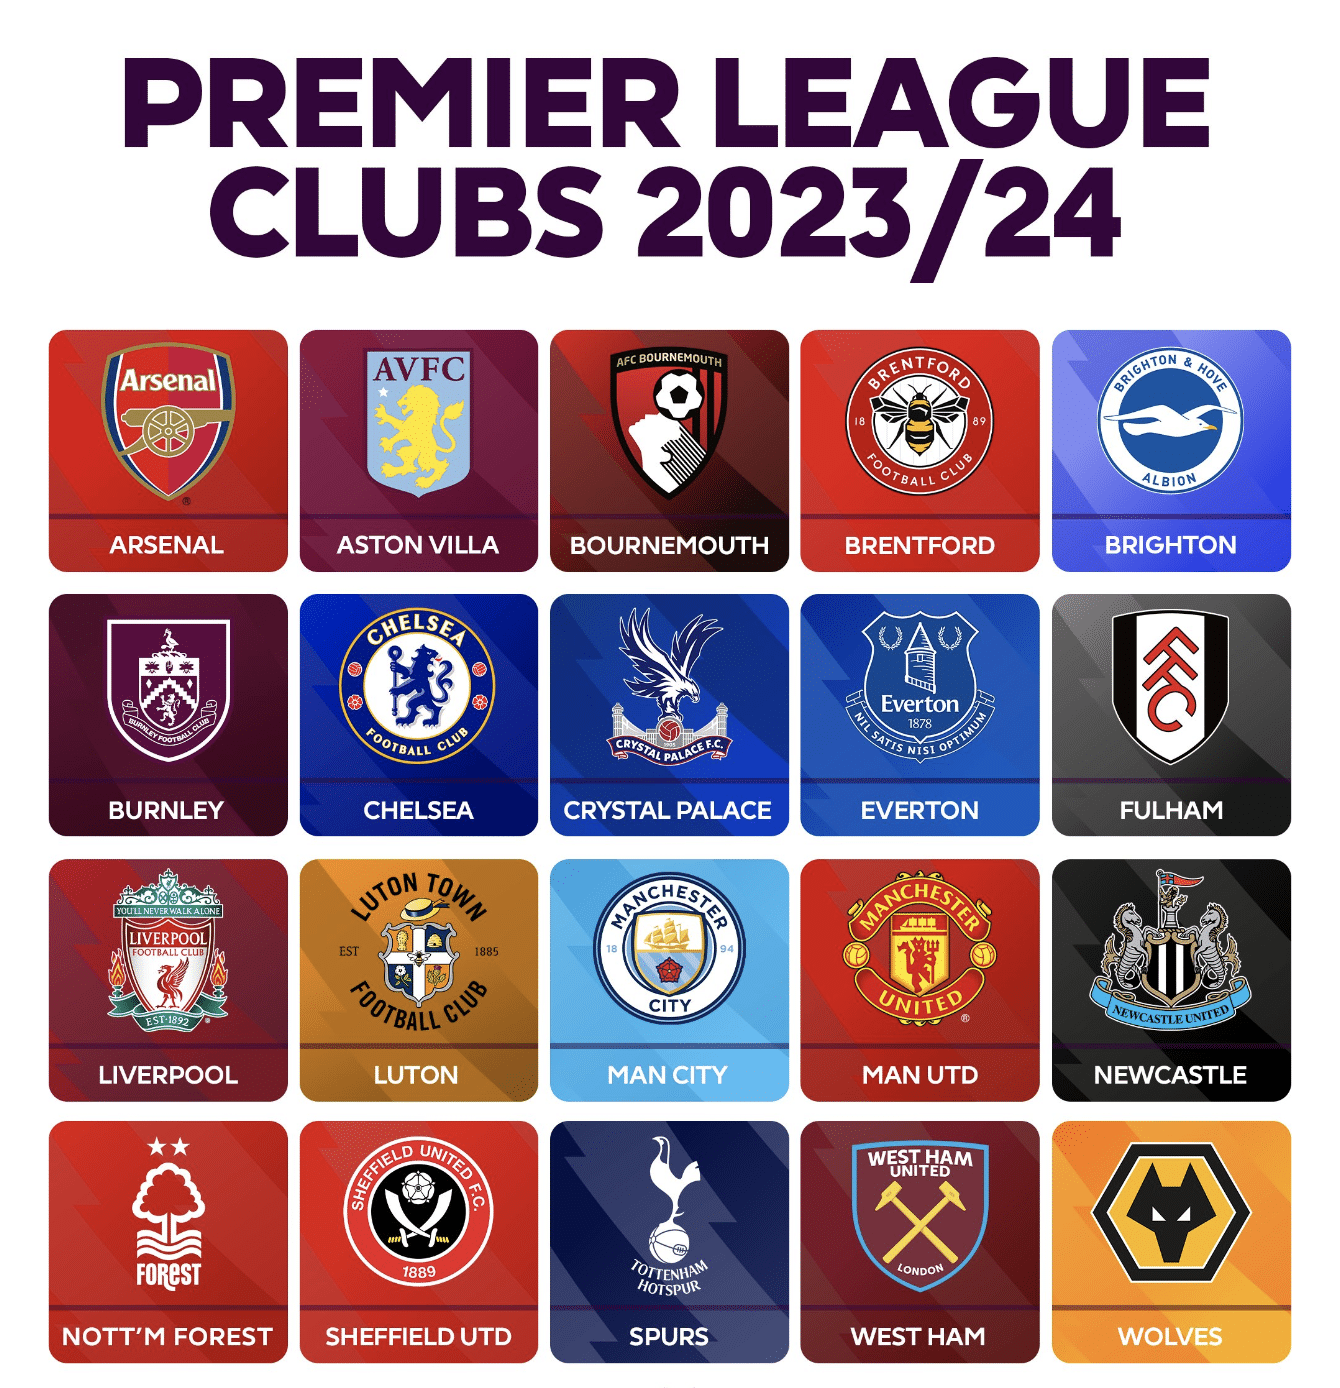 PREMIER LEAGUE
CLUBS 2023/24
Arsenal
®
ARSENAL
AVFC
ASTON VILLA
AFC BOURNEMOUTH
BOURNEMOUTH
BRENTFORD
18 89
FOOTBALL CLUB
BRENTFORD
BRIGHTON & HOVE
ALBION
BRIGHTON
BURNLEY FOOTBALL CLUB
BURNLEY
CHELSEA
FOOTBALL CLUB
CHELSEA
1905
CRYSTAL PALACE F.C.
CRYSTAL PALACE
Everton
1878
NIL SATIS NISI OPTIMUM
EVERTON
FFC
FULHAM
YOU'LL NEVER WALK ALONE
LIVERPOOL
FOOTBALL CLUB
EST·1892
®
LIVERPOOL
LUTON TOWN
EST 1885
FOOTBALL CLUB
LUTON
MANCHESTER
18 94
CITY
MAN CITY
MANCHESTER
UNITED
®
MAN UTD
NEWCASTLE UNITED
NEWCASTLE
FOREST
NOTT'M FOREST
SHEFFIELD UNITED F.C.
1889
SHEFFIELD UTD
TOTTENHAM
HOTSPUR
SPURS
WEST HAM
UNITED
LONDON
WEST HAM
WOLVES